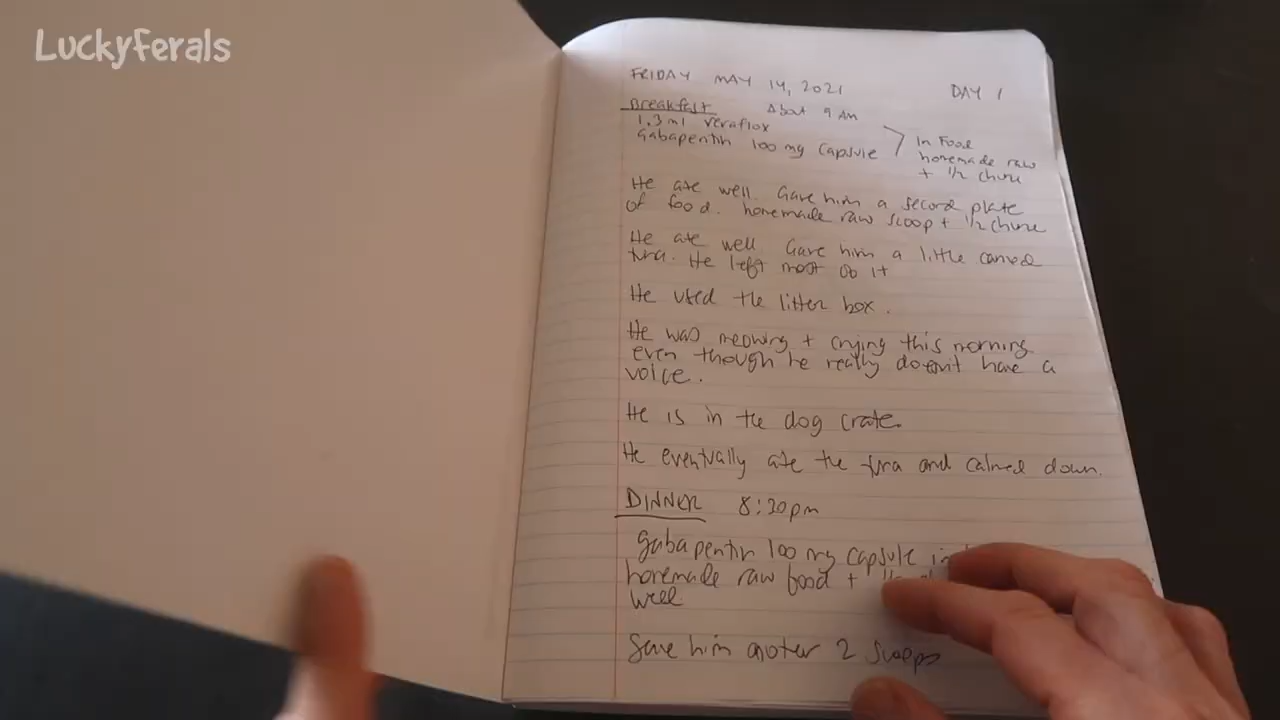 LuckyFerals
FRIDAY MAY 14, 2021 DAY 1
Breakfast About 9 AM
1.3 ml veraflox
Gabapentin 100 mg capsule
In Food
homemade raw
+ 1/2 churu
He ate well. Gave him a second plate
of food. homemade raw scoop + 1/2 churu
He ate well. Gave him a little canned
tuna. He left most of it
He used the litter box.
He was meowing + crying this morning
even though he really doesn't have a
voice.
He is in the dog crate.
He eventually ate the tuna and calmed down.
DINNER 8:20pm
gabapentin 100 mg capsule in
homemade raw food +
well.
Gave him another 2 scoops